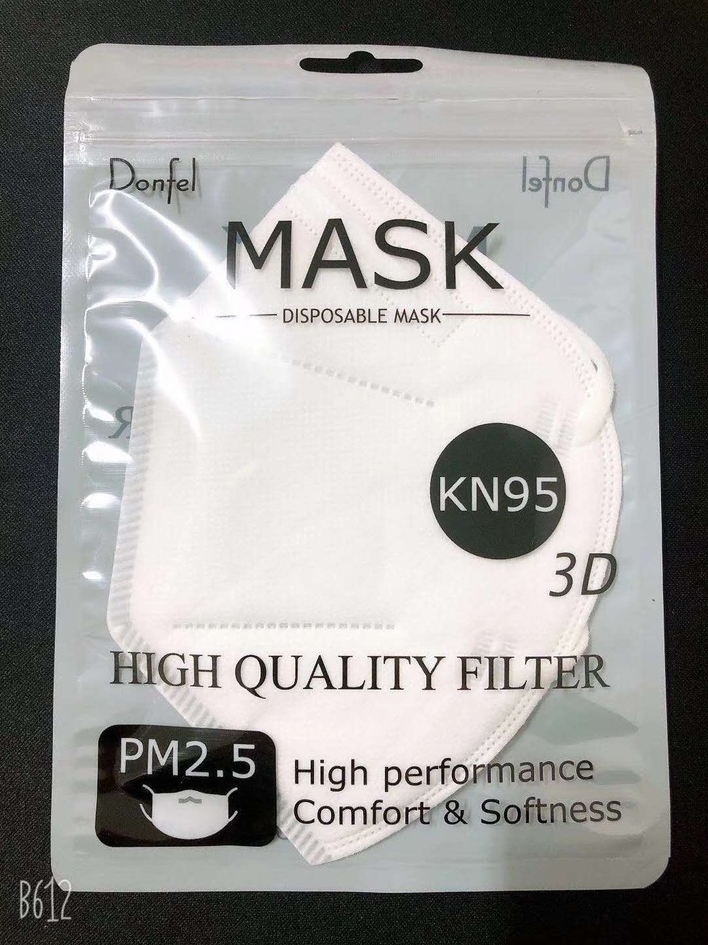 Donfel
Donfel
MASK
DISPOSABLE MASK
KN95
3D
HIGH QUALITY FILTER
PM2.5
High performance
Comfort & Softness
B612